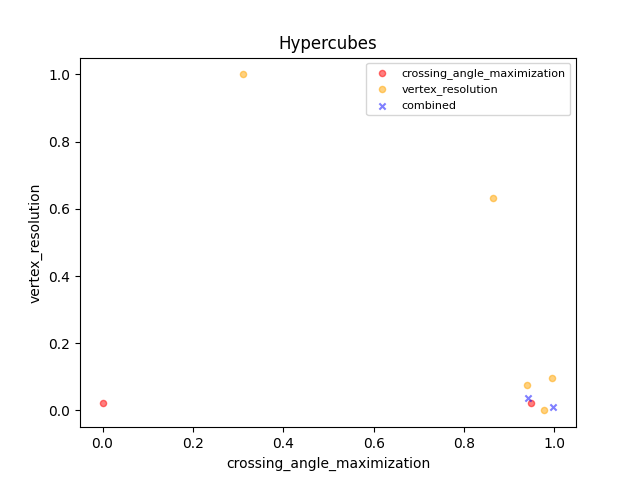 Hypercubes
crossing_angle_maximization
vertex_resolution
combined
1.0
0.8
0.6
0.4
0.2
0.0
vertex_resolution
0.0 0.2 0.4 0.6 0.8 1.0
crossing_angle_maximization